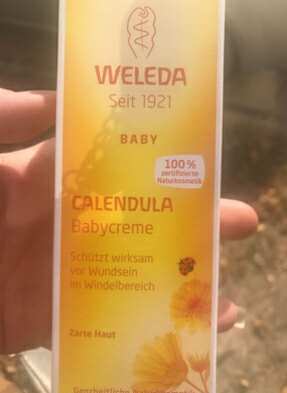 WELEDA
Seit 1921
BABY
100%
zertifizierte
Naturkosmetik
CALENDULA
Babycreme
Schützt wirksam
vor Wundsein
im Windelbereich
Zarte Haut